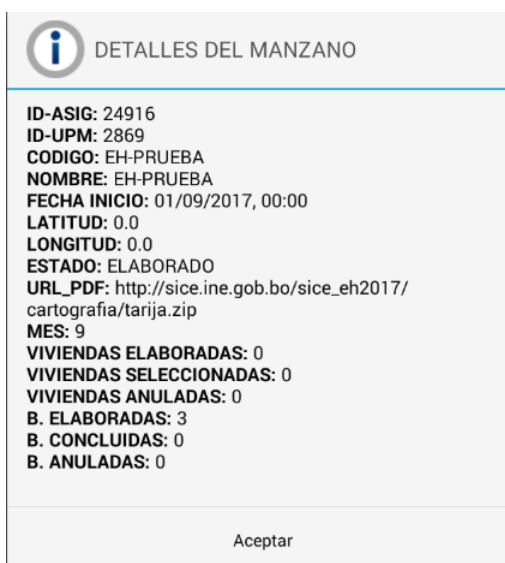 DETALLES DEL MANZANO
ID-ASIG: 24916
ID-UPM: 2869
CODIGO: EH-PRUEBA
NOMBRE: EH-PRUEBA
FECHA INICIO: 01/09/2017, 00:00
LATITUD: 0.0
LONGITUD: 0.0
ESTADO: ELABORADO
URL_PDF: http://sice.ine.gob.bo/sice_eh2017/
cartografia/tarija.zip
MES: 9
VIVIENDAS ELABORADAS: 0
VIVIENDAS SELECCIONADAS: 0
VIVIENDAS ANULADAS: 0
B. ELABORADAS: 3
B. CONCLUIDAS: 0
B. ANULADAS: 0
Aceptar